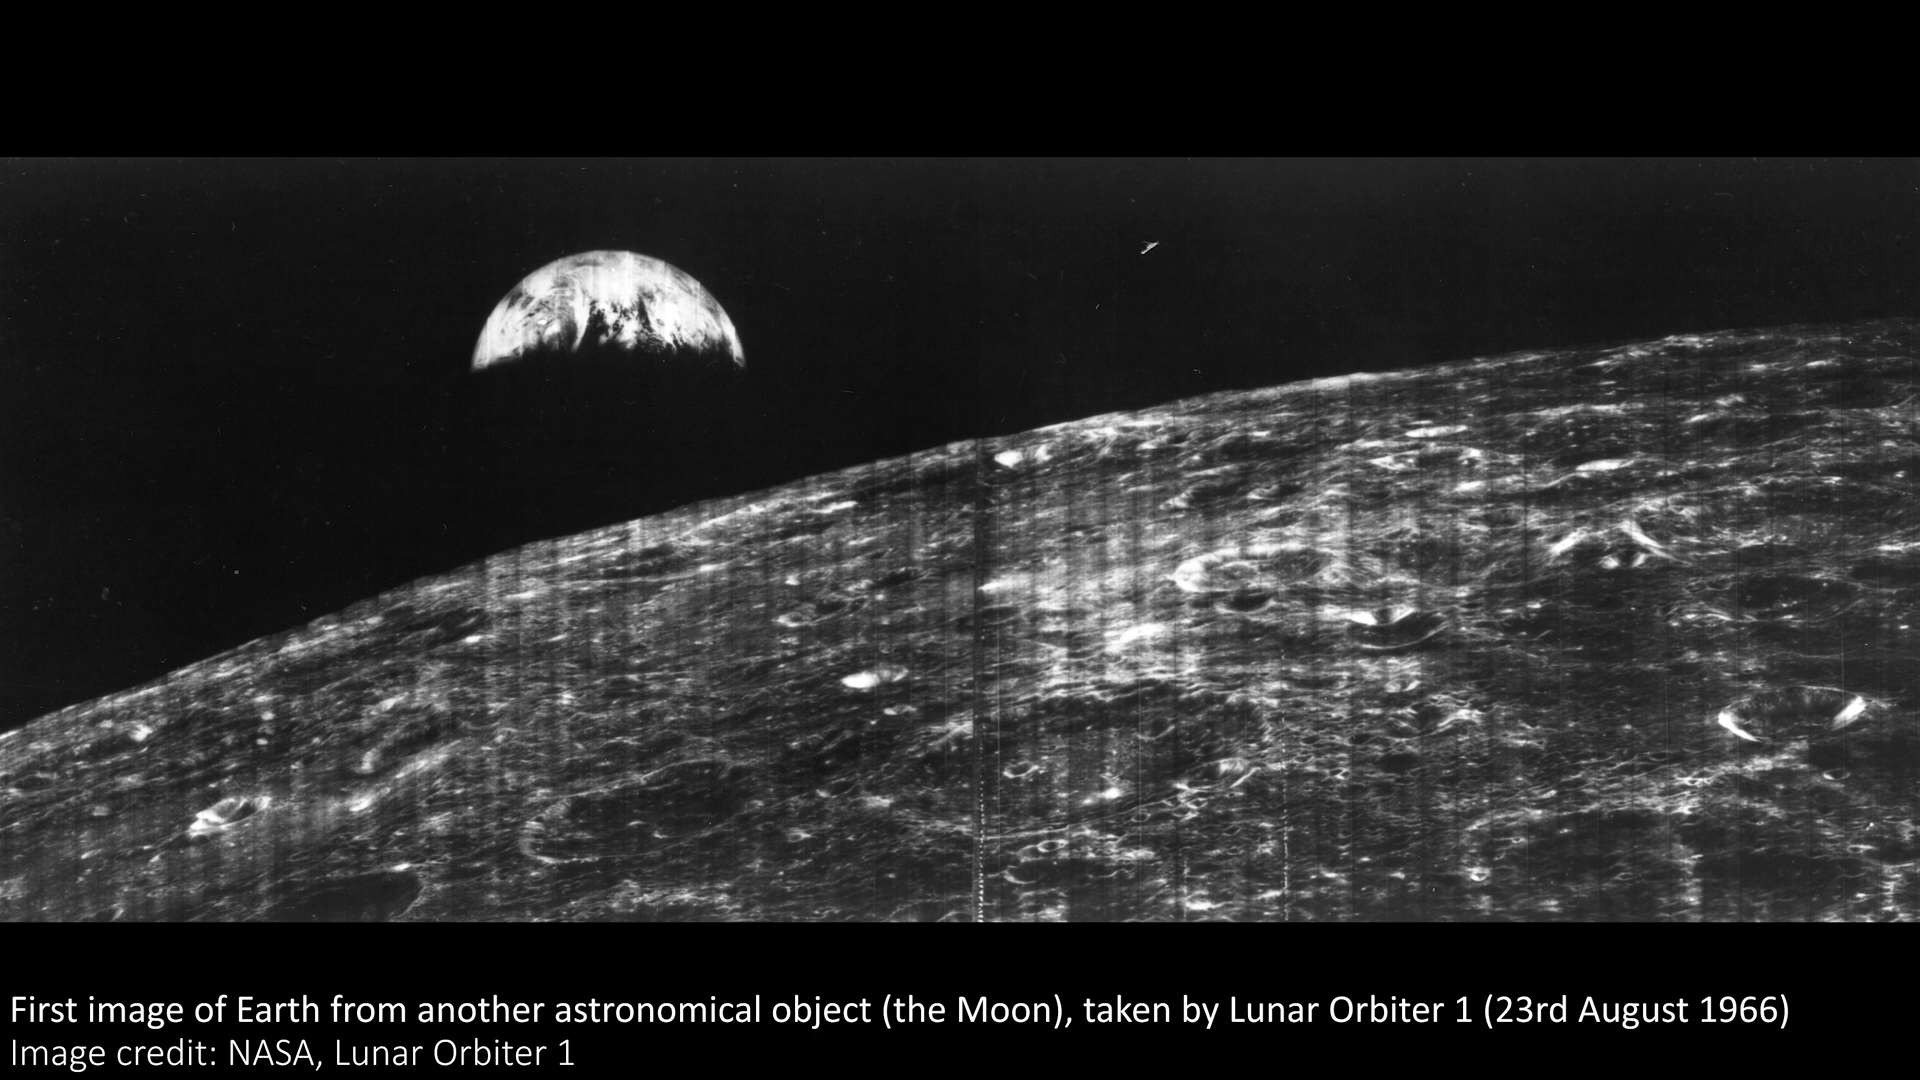 First image of Earth from another astronomical object (the Moon), taken by Lunar Orbiter 1 (23rd August 1966)
Image credit: NASA, Lunar Orbiter 1